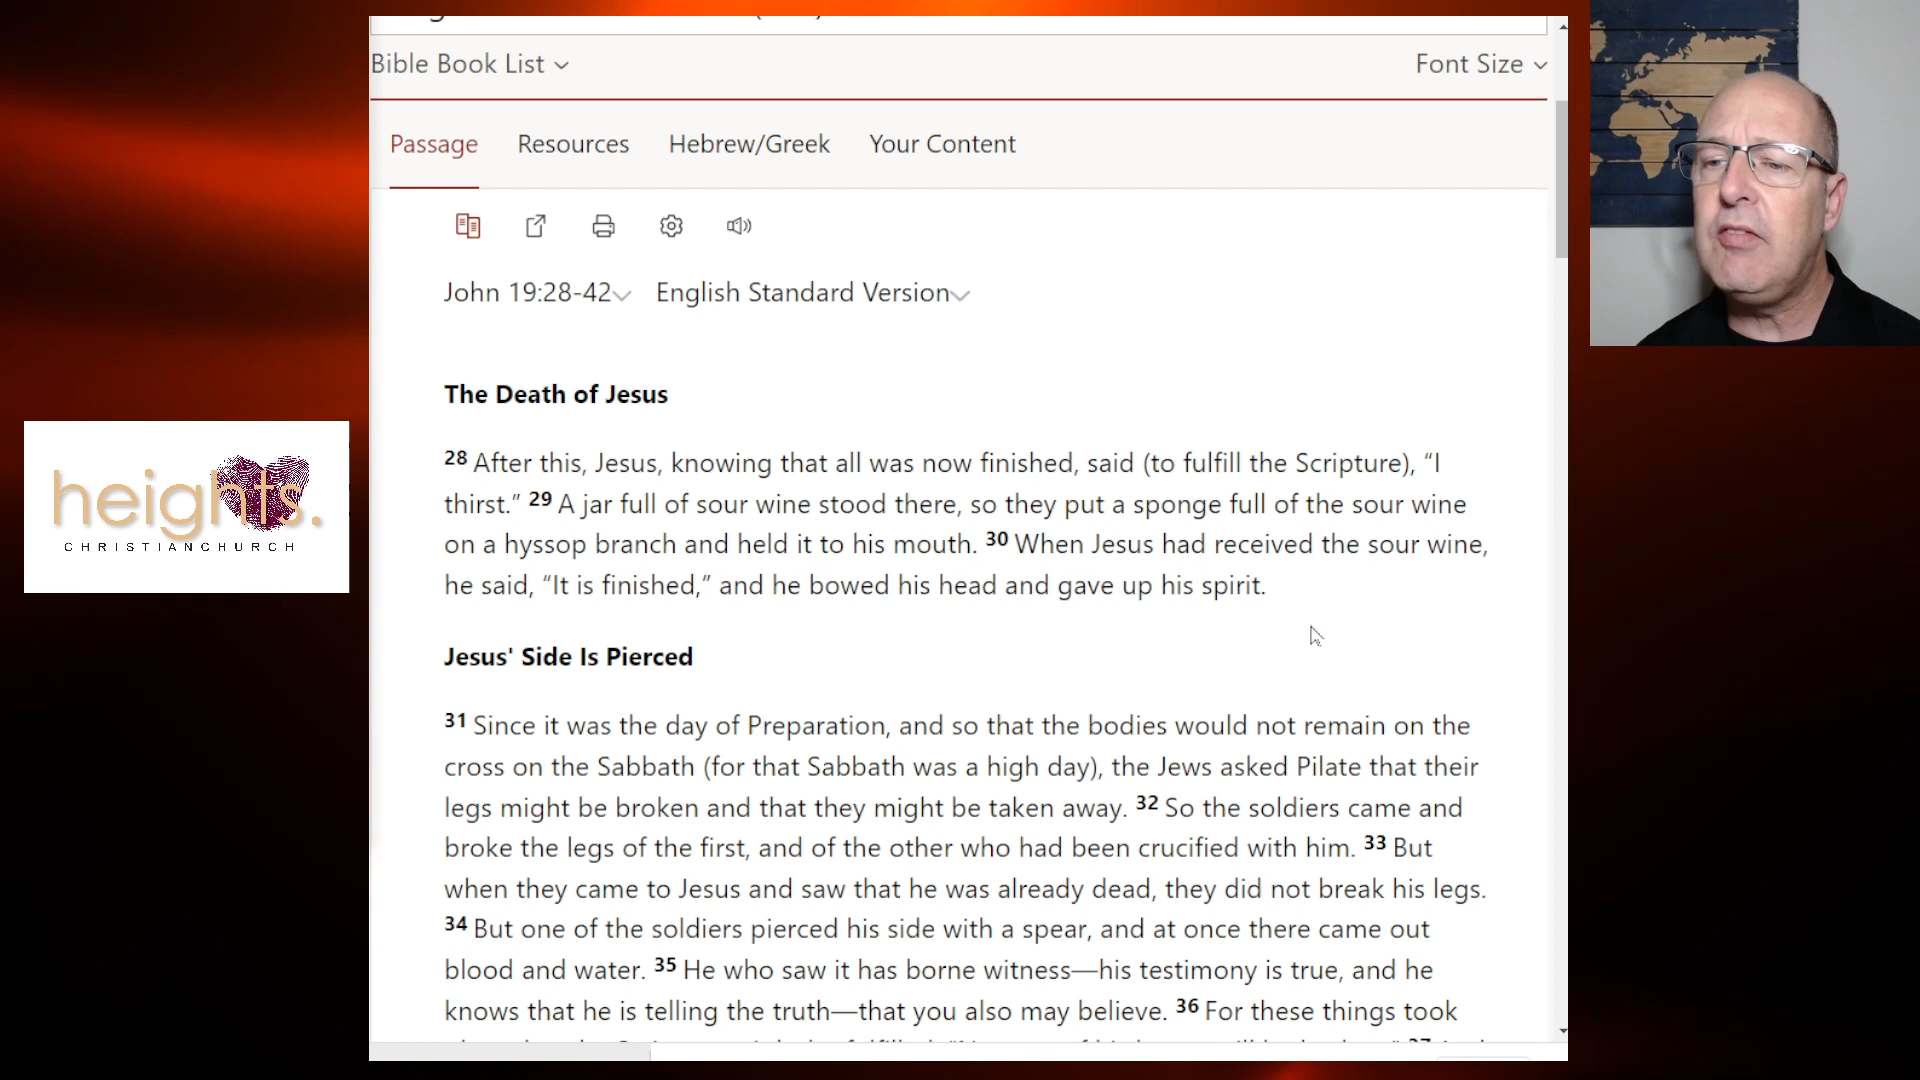 Bible Book List
Font Size
Passage Resources Hebrew/Greek Your Content
John 19:28-42 English Standard Version
The Death of Jesus
28 After this, Jesus, knowing that all was now finished, said (to fulfill the Scripture), “I
thirst.” 29 A jar full of sour wine stood there, so they put a sponge full of the sour wine
on a hyssop branch and held it to his mouth. 30 When Jesus had received the sour wine,
he said, “It is finished,” and he bowed his head and gave up his spirit.
Jesus' Side Is Pierced
31 Since it was the day of Preparation, and so that the bodies would not remain on the
cross on the Sabbath (for that Sabbath was a high day), the Jews asked Pilate that their
legs might be broken and that they might be taken away. 32 So the soldiers came and
broke the legs of the first, and of the other who had been crucified with him. 33 But
when they came to Jesus and saw that he was already dead, they did not break his legs.
34 But one of the soldiers pierced his side with a spear, and at once there came out
blood and water. 35 He who saw it has borne witness—his testimony is true, and he
knows that he is telling the truth—that you also may believe. 36 For these things took
heights.
CHRISTIANCHURCH